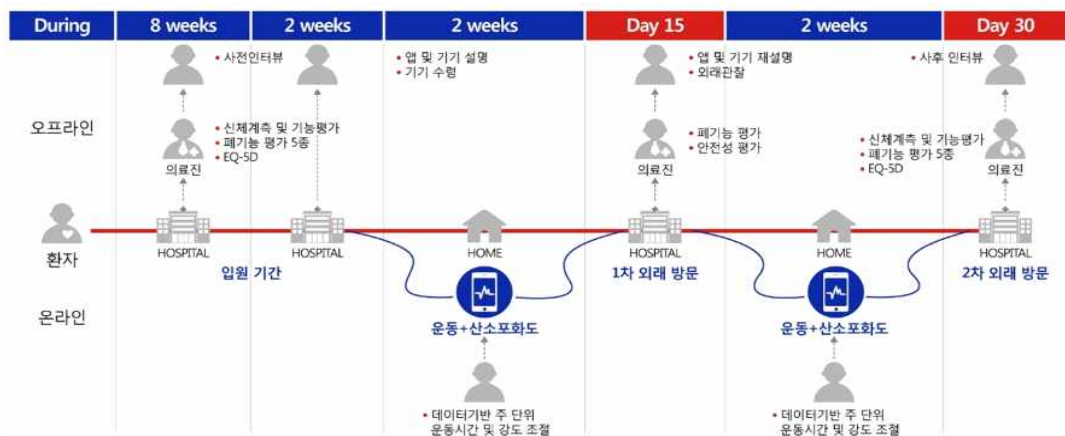 During 8 weeks 2 weeks 2 weeks Day 15 2 weeks Day 30
오프라인
• 사전인터뷰
• 신체계측 및 기능평가
• 폐기능 평가 5종
• EQ-5D
의료진
• 앱 및 기기 설명
• 기기 수령
• 앱 및 기기 재설명
• 외래관찰
• 폐기능 평가
• 안전성 평가
의료진
• 사후 인터뷰
• 신체계측 및 기능평가
• 폐기능 평가 5종
• EQ-5D
의료진
환자
HOSPITAL HOSPITAL HOME HOSPITAL HOME HOSPITAL
입원 기간 1차 외래 방문 2차 외래 방문
온라인
운동+산소포화도 운동+산소포화도
• 데이터기반 주 단위
운동시간 및 강도 조절
• 데이터기반 주 단위
운동시간 및 강도 조절